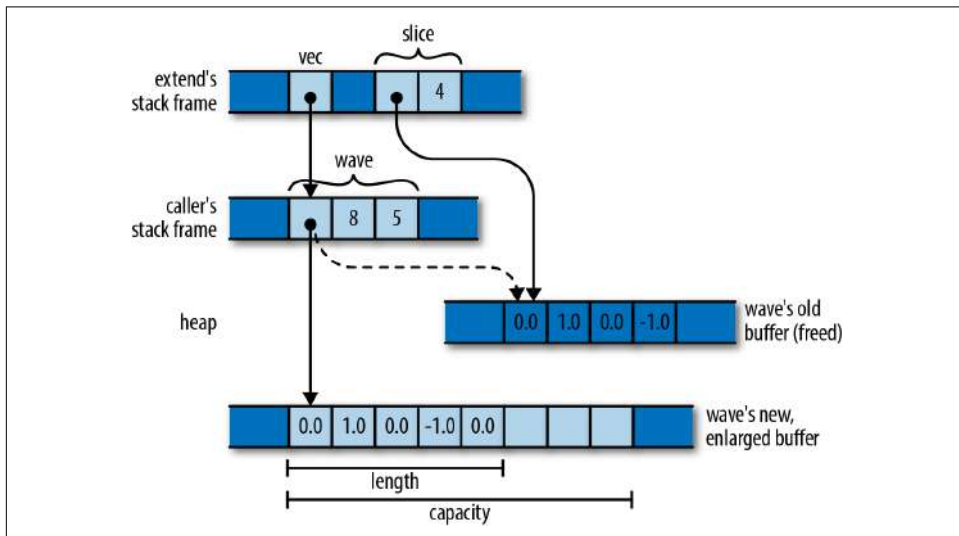 slice
vec
extend's
stack frame
4
wave
caller's
stack frame
8 5
heap
0.0 1.0 0.0 -1.0
wave's old
buffer (freed)
0.0 1.0 0.0 -1.0 0.0
wave's new,
enlarged buffer
length
capacity